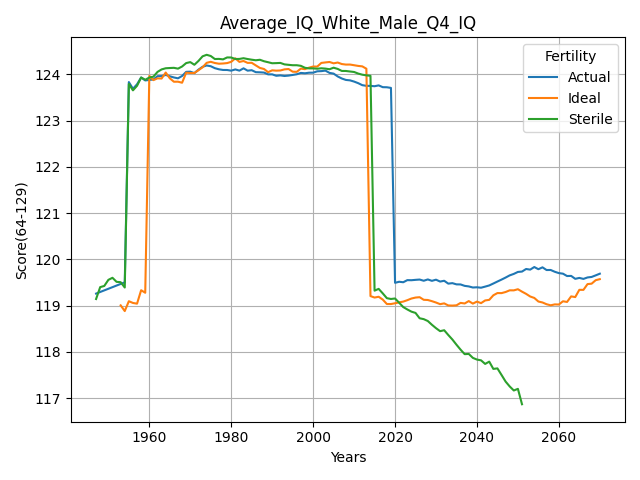 Average_IQ_White_Male_Q4_IQ
Fertility
Actual
Ideal
Sterile
Score(64-129)
124
123
122
121
120
119
118
117
1960
1980
2000
2020
2040
2060
Years